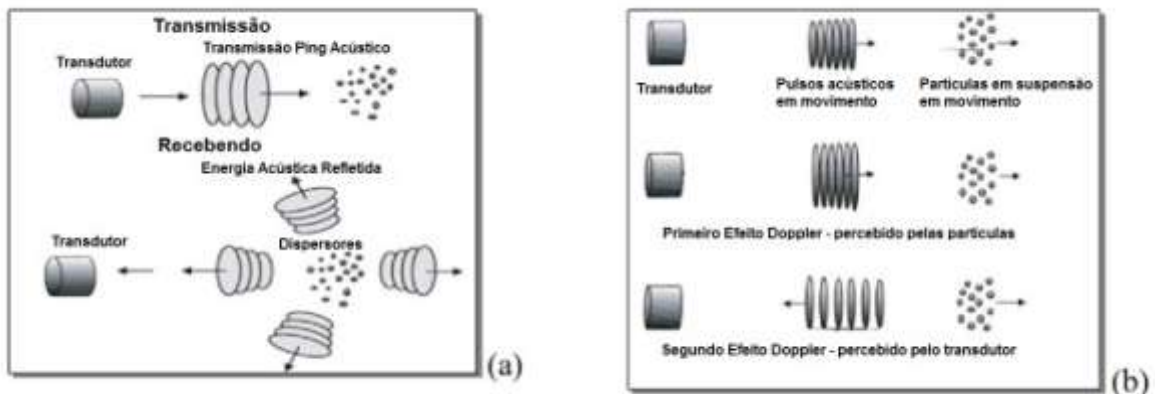 Transmissão
Transmissão Ping Acústico
Transdutor
Recebendo
Energia Acústica Refletida
Transdutor
Dispersores
(a)
Transdutor
Pulsos acústicos
em movimento
Partículas em suspensão
em movimento
Primeiro Efeito Doppler - percebido pelas partículas
Segundo Efeito Doppler - percebido pelo transdutor
(b)